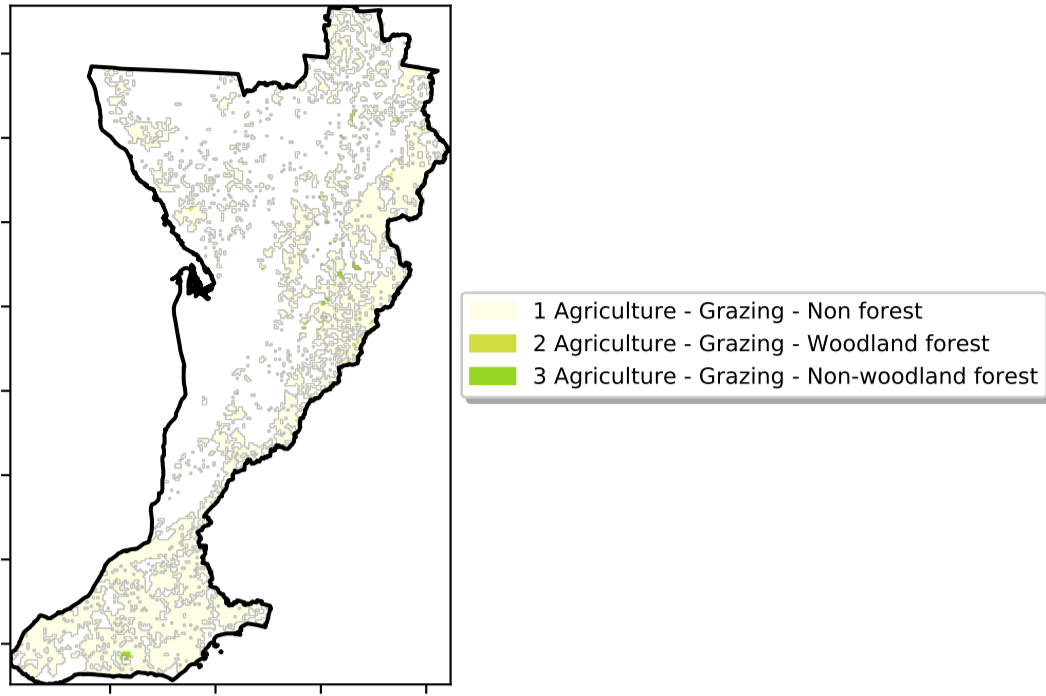 1 Agriculture - Grazing - Non forest
2 Agriculture - Grazing - Woodland forest
3 Agriculture - Grazing - Non-woodland forest